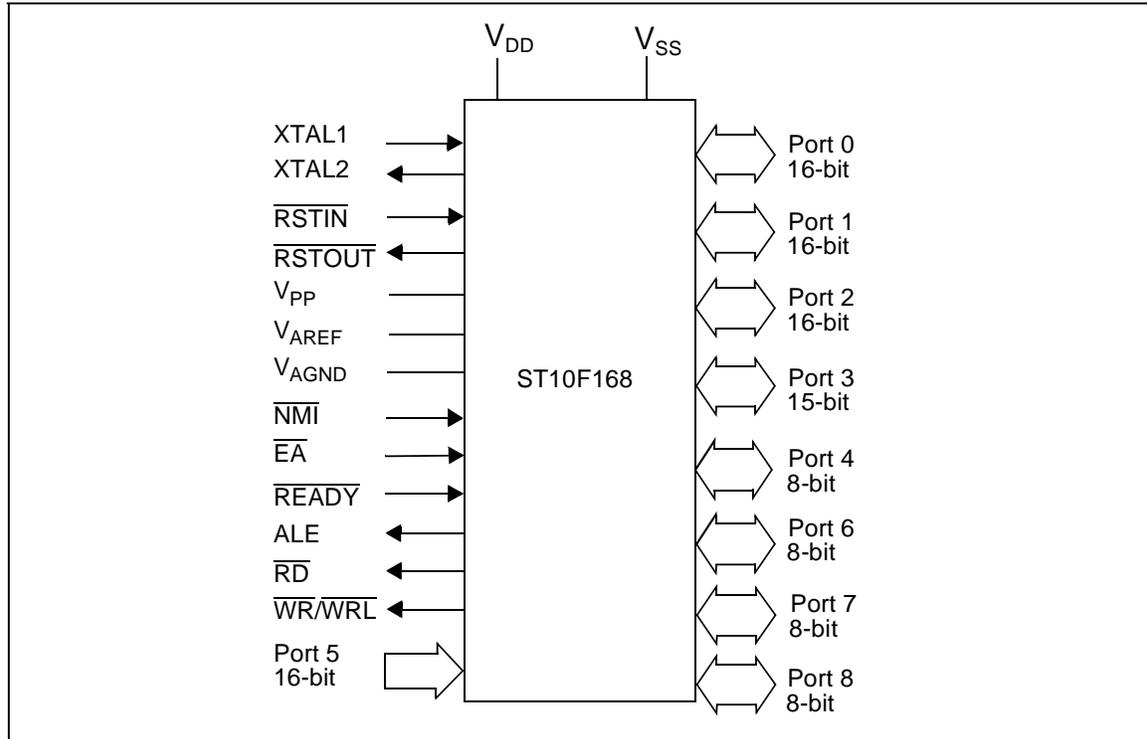 VDD
VSS
XTAL1
XTAL2
RSTIN
RSTOUT
VPP
VAREF
VAGND
NMI
EA
READY
ALE
RD
WR/WRL
Port 5
16-bit
ST10F168
Port 0
16-bit
Port 1
16-bit
Port 2
16-bit
Port 3
15-bit
Port 4
8-bit
Port 6
8-bit
Port 7
8-bit
Port 8
8-bit